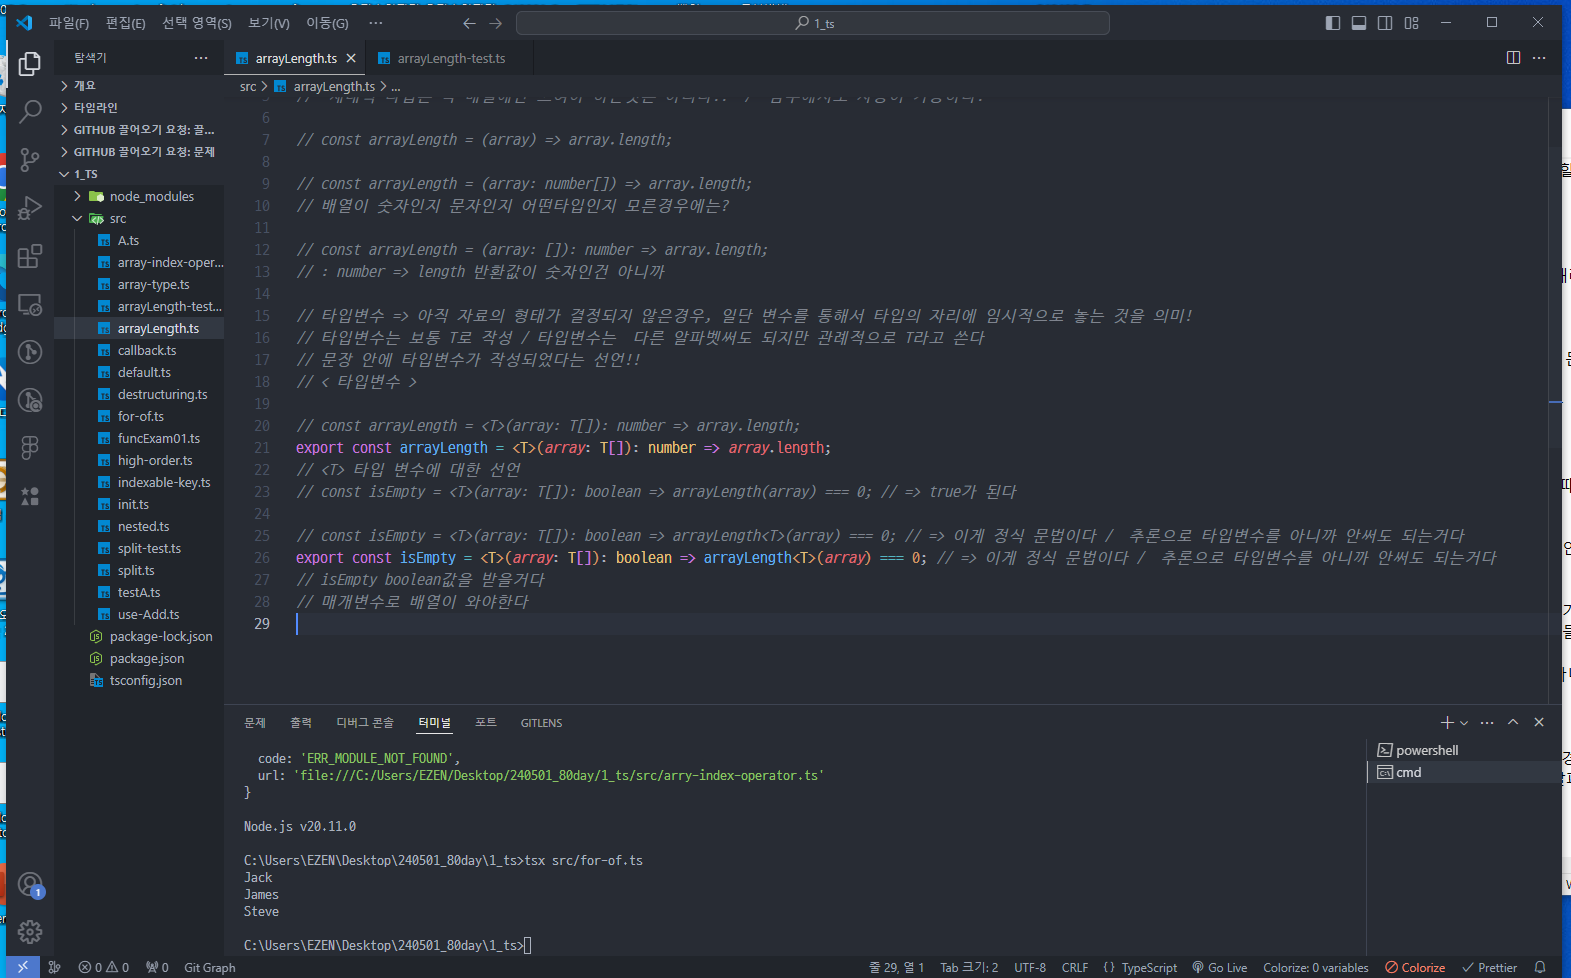 파일(F) 편집(E) 선택 영역(S) 보기(V) 이동(G) ··· 1_ts
탐색기 ···
개요
타임라인
GITHUB 끌어오기 요청: 끌...
GITHUB 끌어오기 요청: 문제
1_TS
node_modules
src
A.ts
array-index-oper...
array-type.ts
arrayLength-test...
arrayLength.ts
callback.ts
default.ts
destructuring.ts
for-of.ts
funcExam01.ts
high-order.ts
indexable-key.ts
init.ts
nested.ts
split-test.ts
split.ts
testA.ts
use-Add.ts
package-lock.json
package.json
tsconfig.json
arrayLength.ts arrayLength-test.ts
src > arrayLength.ts > ...
6
7 // const arrayLength = (array) => array.length;
8
9 // const arrayLength = (array: number[]) => array.length;
10 // 배열이 숫자인지 문자인지 어떤타입인지 모른경우에는?
11
12 // const arrayLength = (array: []): number => array.length;
13 // : number => length 반환값이 숫자인건 아니까
14
15 // 타입변수 => 아직 자료의 형태가 결정되지 않은경우, 일단 변수를 통해서 타입의 자리에 임시적으로 놓는 것을 의미!
16 // 타입변수는 보통 T로 작성 / 타입변수는  다른 알파벳써도 되지만 관례적으로 T라고 쓴다
17 // 문장 안에 타입변수가 작성되었다는 선언!!
18 // < 타입변수 >
19
20 // const arrayLength = <T>(array: T[]): number => array.length;
21 export const arrayLength = <T>(array: T[]): number => array.length;
22 // <T> 타입 변수에 대한 선언
23 // const isEmpty = <T>(array: T[]): boolean => arrayLength(array) === 0; // => true가 된다
24
25 // const isEmpty = <T>(array: T[]): boolean => arrayLength<T>(array) === 0; // => 이게 정식 문법이다 /  추론으로 타입변수를 아니까 안써도 되는거다
26 export const isEmpty = <T>(array: T[]): boolean => arrayLength<T>(array) === 0; // => 이게 정식 문법이다 /  추론으로 타입변수를 아니까 안써도 되는거다
27 // isEmpty boolean값을 받을거다
28 // 매개변수로 배열이 와야한다
29
문제 출력 디버그 콘솔 터미널 포트 GITLENS
code: 'ERR_MODULE_NOT_FOUND',
url: 'file:///C:/Users/EZEN/Desktop/240501_80day/1_ts/src/arry-index-operator.ts'
}
Node.js v20.11.0
C:\Users\EZEN\Desktop\240501_80day\1_ts>tsx src/for-of.ts
Jack
James
Steve
C:\Users\EZEN\Desktop\240501_80day\1_ts>
powershell
cmd
1
0 0 0 Git Graph 줄 29, 열 1 Tab 크기: 2 UTF-8 CRLF {} TypeScript Go Live Colorize: 0 variables Colorize Prettier